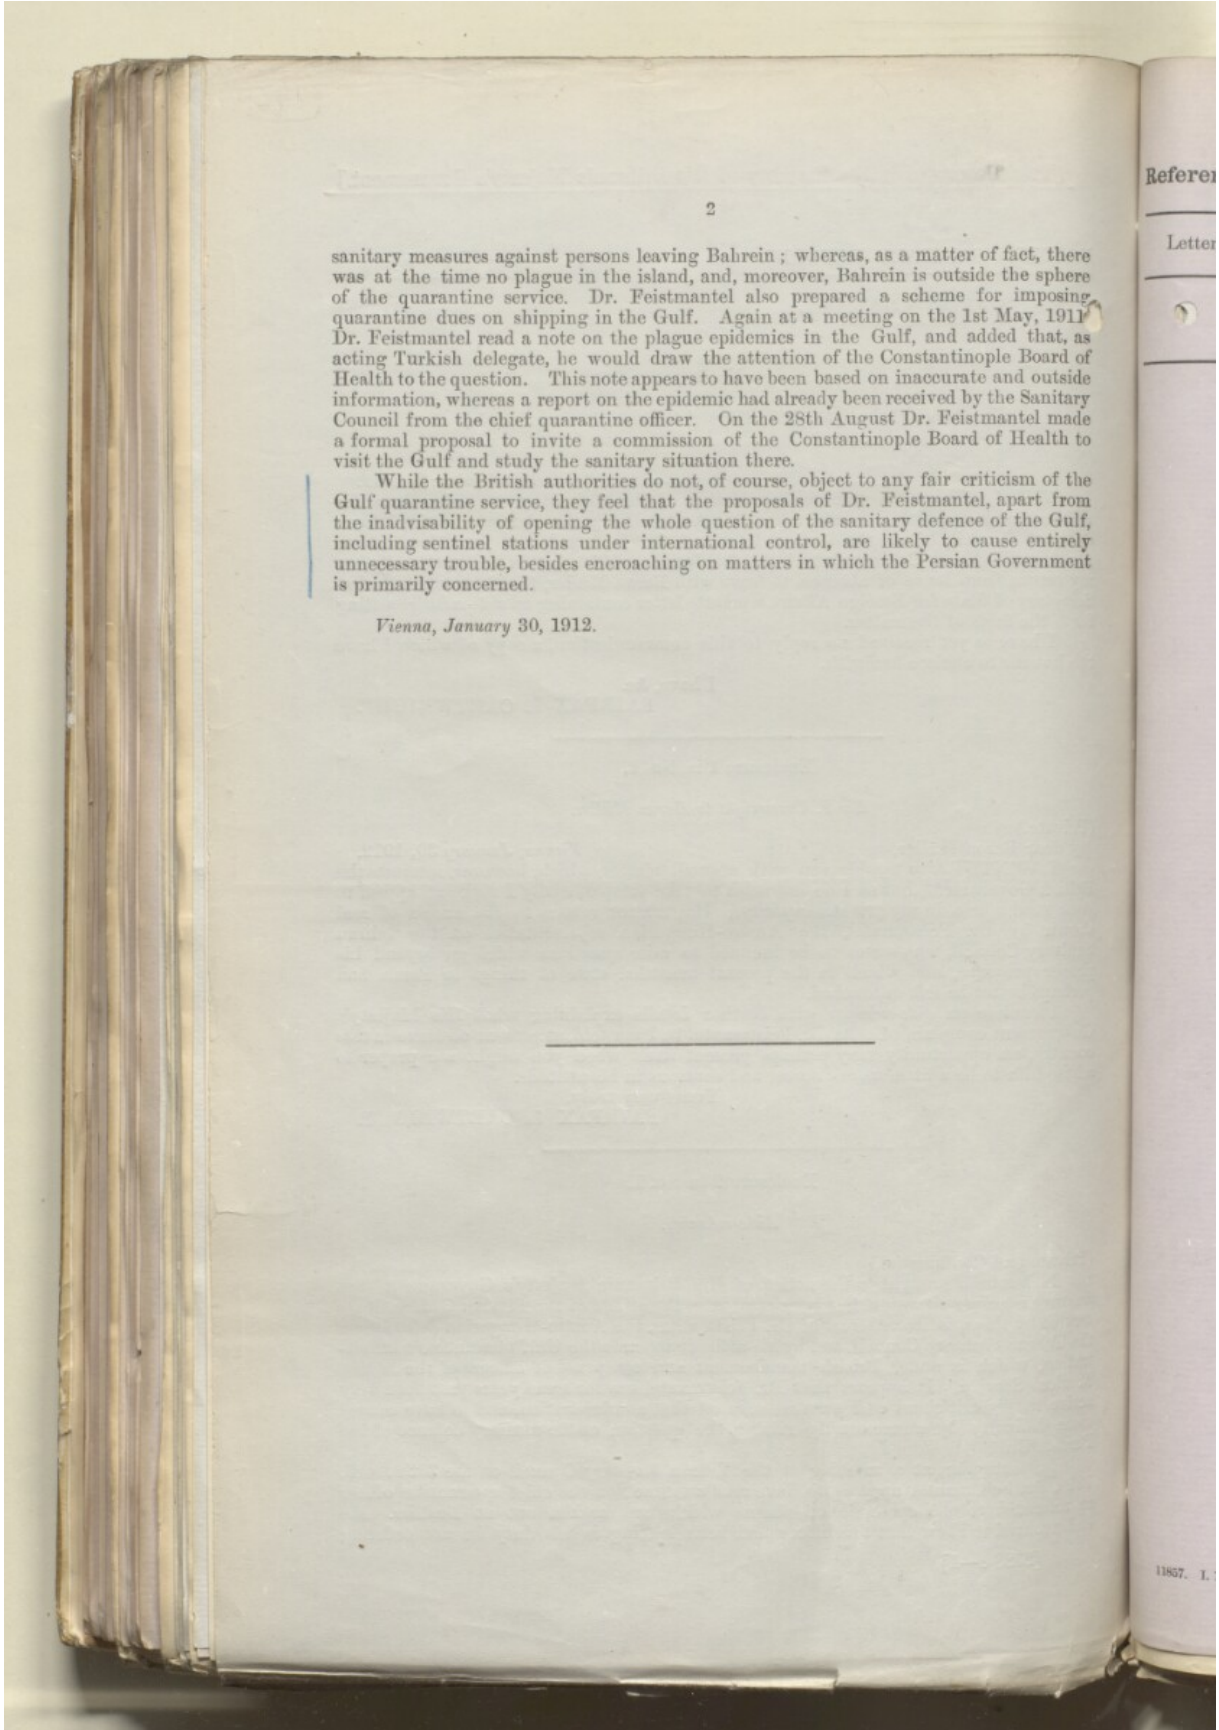 2
sanitary measures against persons leaving Bahrein ; whereas, as a matter of fact, there
was at the time no plague in the island, and, moreover, Bahrein is outside the sphere
of the quarantine service. Dr. Feistmantel also prepared a scheme for imposing
quarantine dues on shipping in the Gulf. Again at a meeting on the 1st May, 1911
Dr. Feistmantel read a note on the plague epidemics in the Gulf, and added that, as
acting Turkish delegate, he would draw the attention of the Constantinople Board of
Health to the question. This note appears to have been based on inaccurate and outside
information, whereas a report on the epidemic had already been received by the Sanitary
Council from the chief quarantine officer. On the 28th August Dr. Feistmantel made
a formal proposal to invite a commission of the Constantinople Board of Health to
visit the Gulf and study the sanitary situation there.
While the British authorities do not, of course, object to any fair criticism of the
Gulf quarantine service, they feel that the proposals of Dr. Feistmantel, apart from
the inadvisability of opening the whole question of the sanitary defence of the Gulf,
including sentinel stations under international control, are likely to cause entirely
unnecessary trouble, besides encroaching on matters in which the Persian Government
is primarily concerned.
Vienna, January 30, 1912.
Referen
Letter
11857. I.